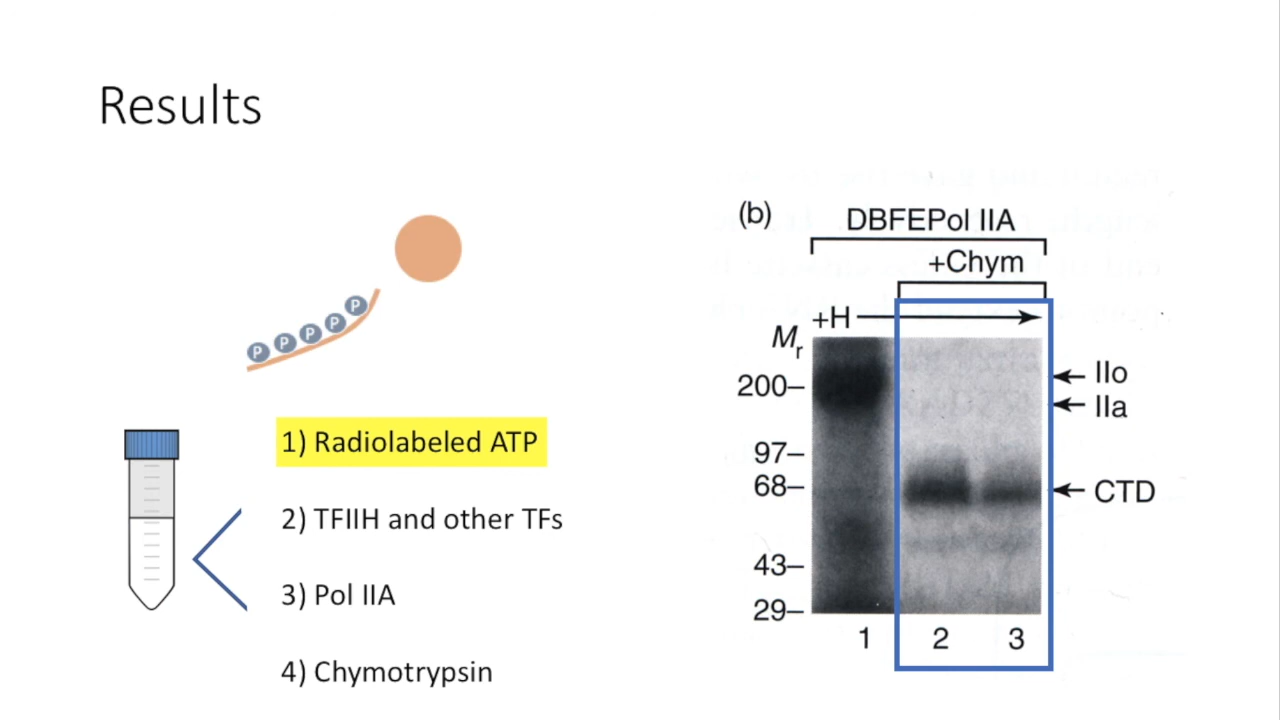 Results
P P P P P
1) Radiolabeled ATP
2) TFIIH and other TFs
3) Pol IIA
4) Chymotrypsin
(b)
DBFEPol IIA
+Chym
+H
Mr
200–
97–
68–
43–
29–
IIo
IIa
CTD
1 2 3